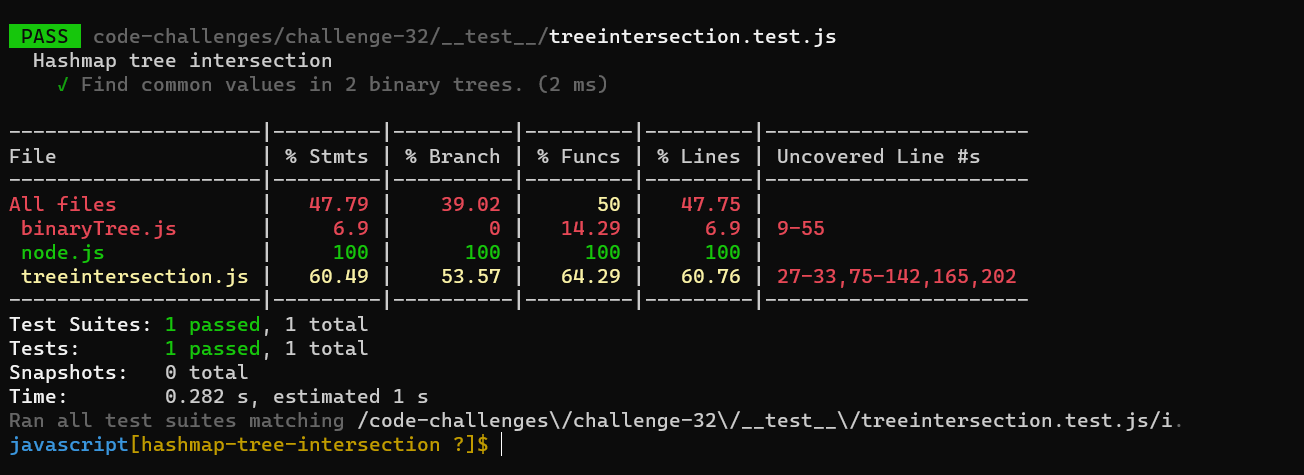 PASS code-challenges/challenge-32/__test__/treeintersection.test.js
Hashmap tree intersection
√ Find common values in 2 binary trees. (2 ms)
---------------------|---------|----------|---------|---------|----------------------
File                 | % Stmts | % Branch | % Funcs | % Lines | Uncovered Line #s
---------------------|---------|----------|---------|---------|----------------------
All files            |   47.79 |    39.02 |      50 |   47.75 |
 binaryTree.js       |     6.9 |        0 |   14.29 |     6.9 | 9-55
 node.js             |     100 |      100 |     100 |     100 |
 treeintersection.js |   60.49 |    53.57 |   64.29 |   60.76 | 27-33,75-142,165,202
---------------------|---------|----------|---------|---------|----------------------
Test Suites: 1 passed, 1 total
Tests:       1 passed, 1 total
Snapshots:   0 total
Time:        0.282 s, estimated 1 s
Ran all test suites matching /code-challenges\/challenge-32\/__test__\/treeintersection.test.js/i.
javascript[hashmap-tree-intersection ?]$